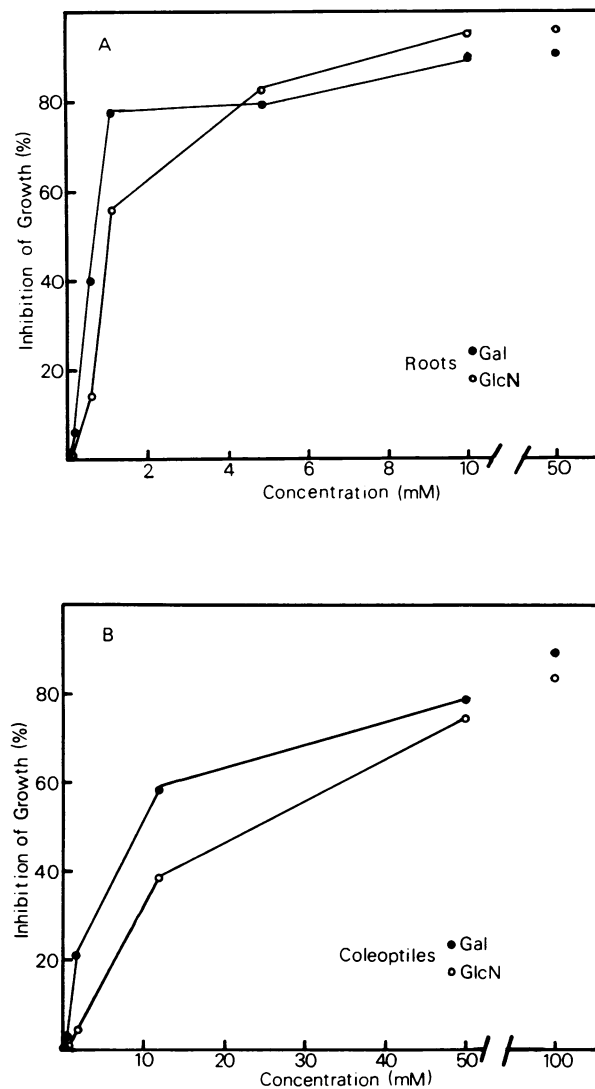 A
Inhibition of Growth (%)
80
60
40
20
Roots
Gal
GlcN
2 4 6 8 10 50
Concentration (mM)
B
Inhibition of Growth (%)
80
60
40
20
Coleoptiles
Gal
GlcN
10 20 30 40 50 100
Concentration (mM)